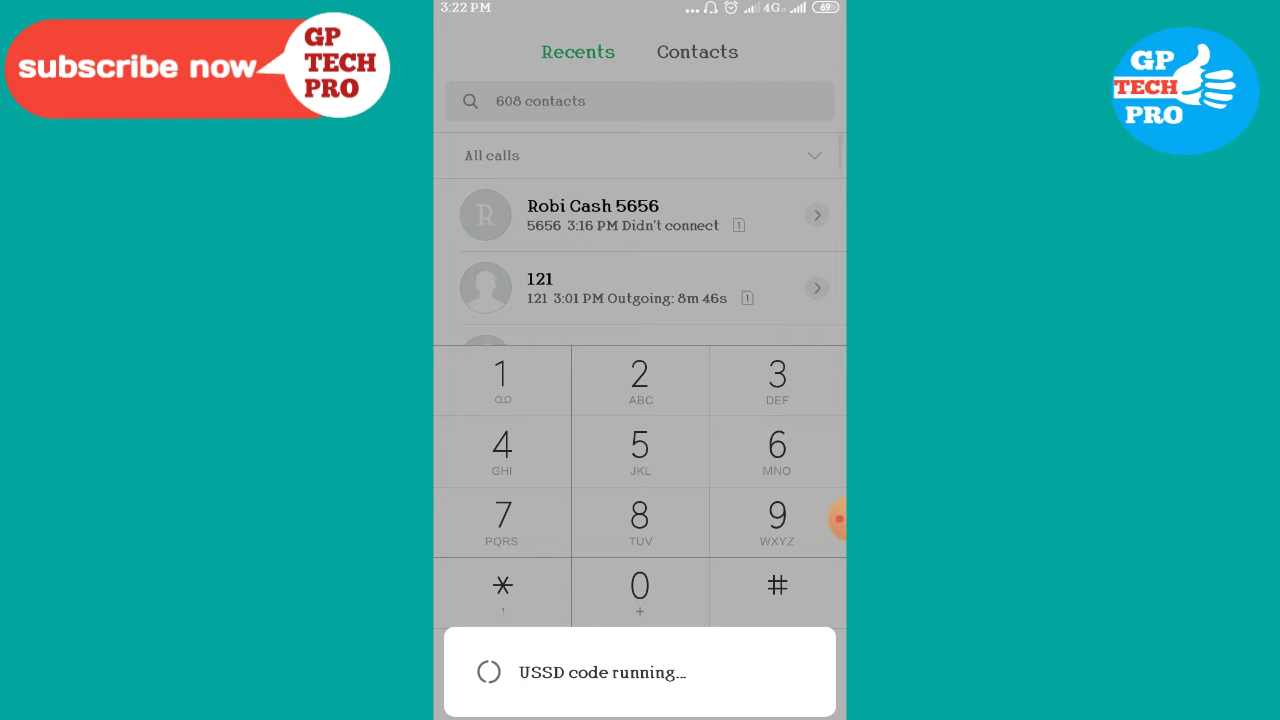 subscribe now
GP
TECH
PRO
GP
TECH
PRO
3:22 PM
4G
69
Recents
Contacts
608 contacts
All calls
R
Robi Cash 5656
5656 3:16 PM Didn't connect 1
121
121 3:01 PM Outgoing: 8m 46s 1
1 2 3
ABC DEF
4 5 6
GHI JKL MNO
7 8 9
PQRS TUV WXYZ
* 0 #
, +
USSD code running...